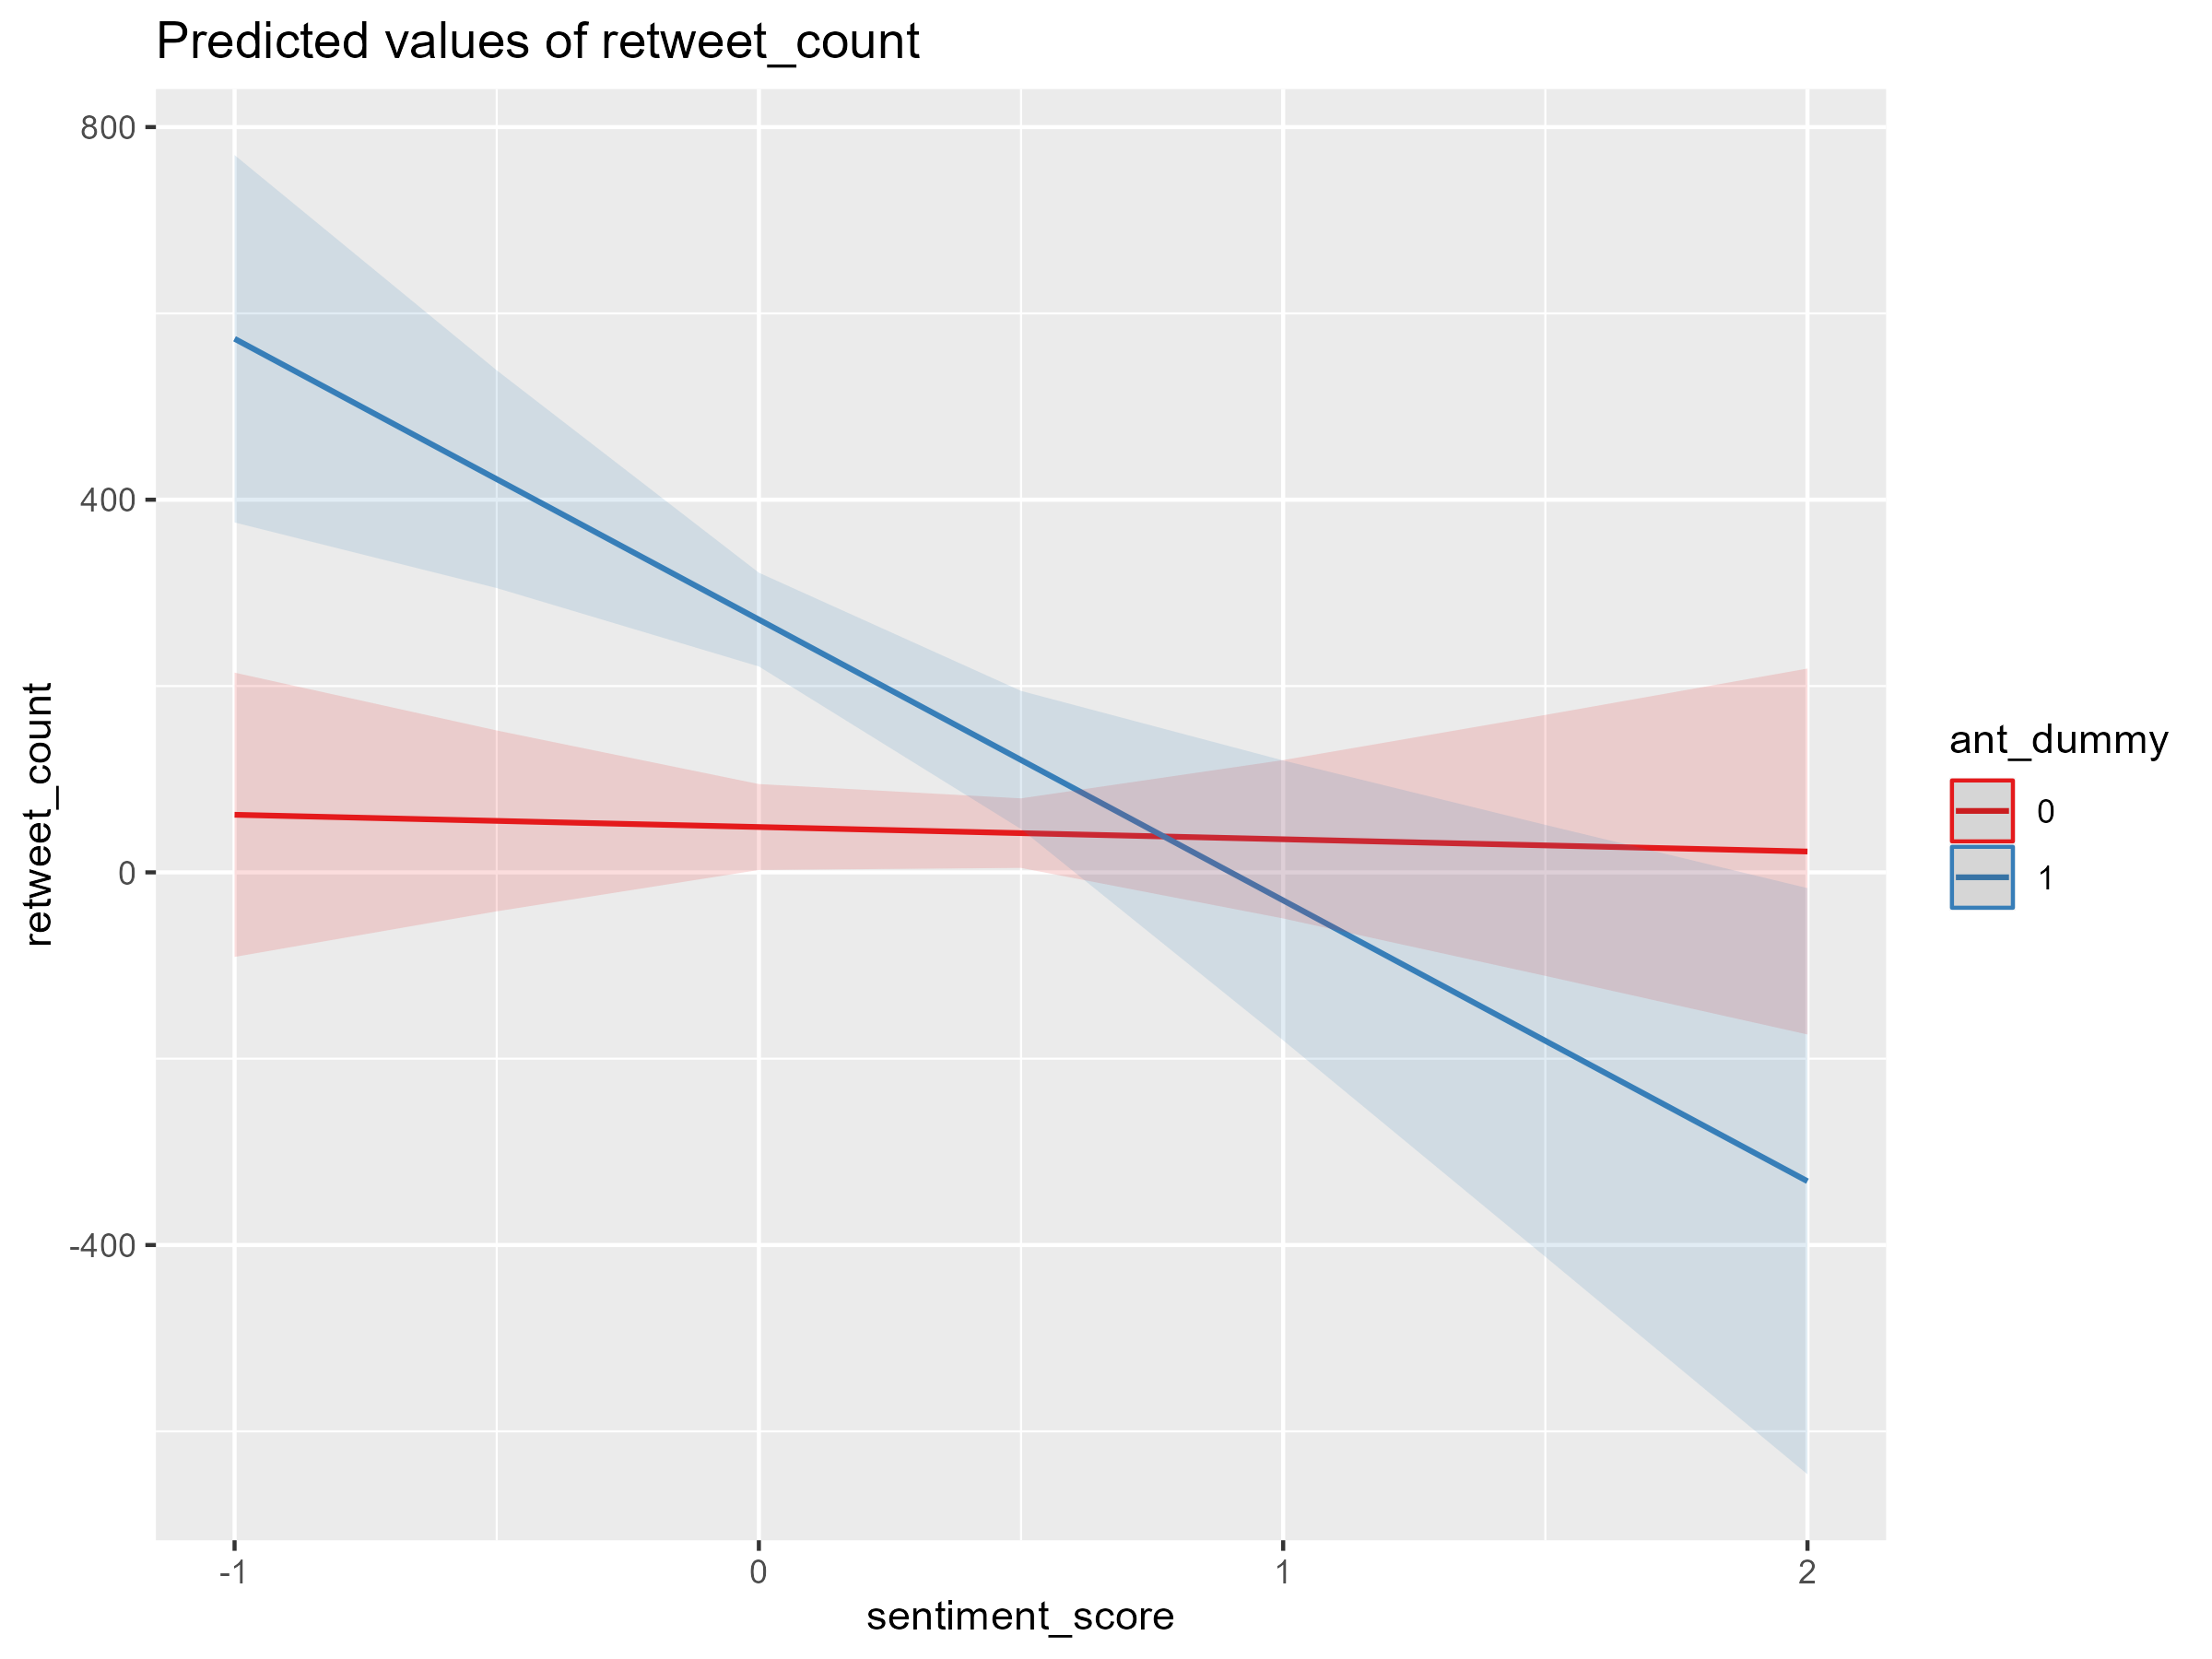 Predicted values of retweet_count
800
400
0
-400
retweet_count
-1
0
1
2
sentiment_score
ant_dummy
0
1